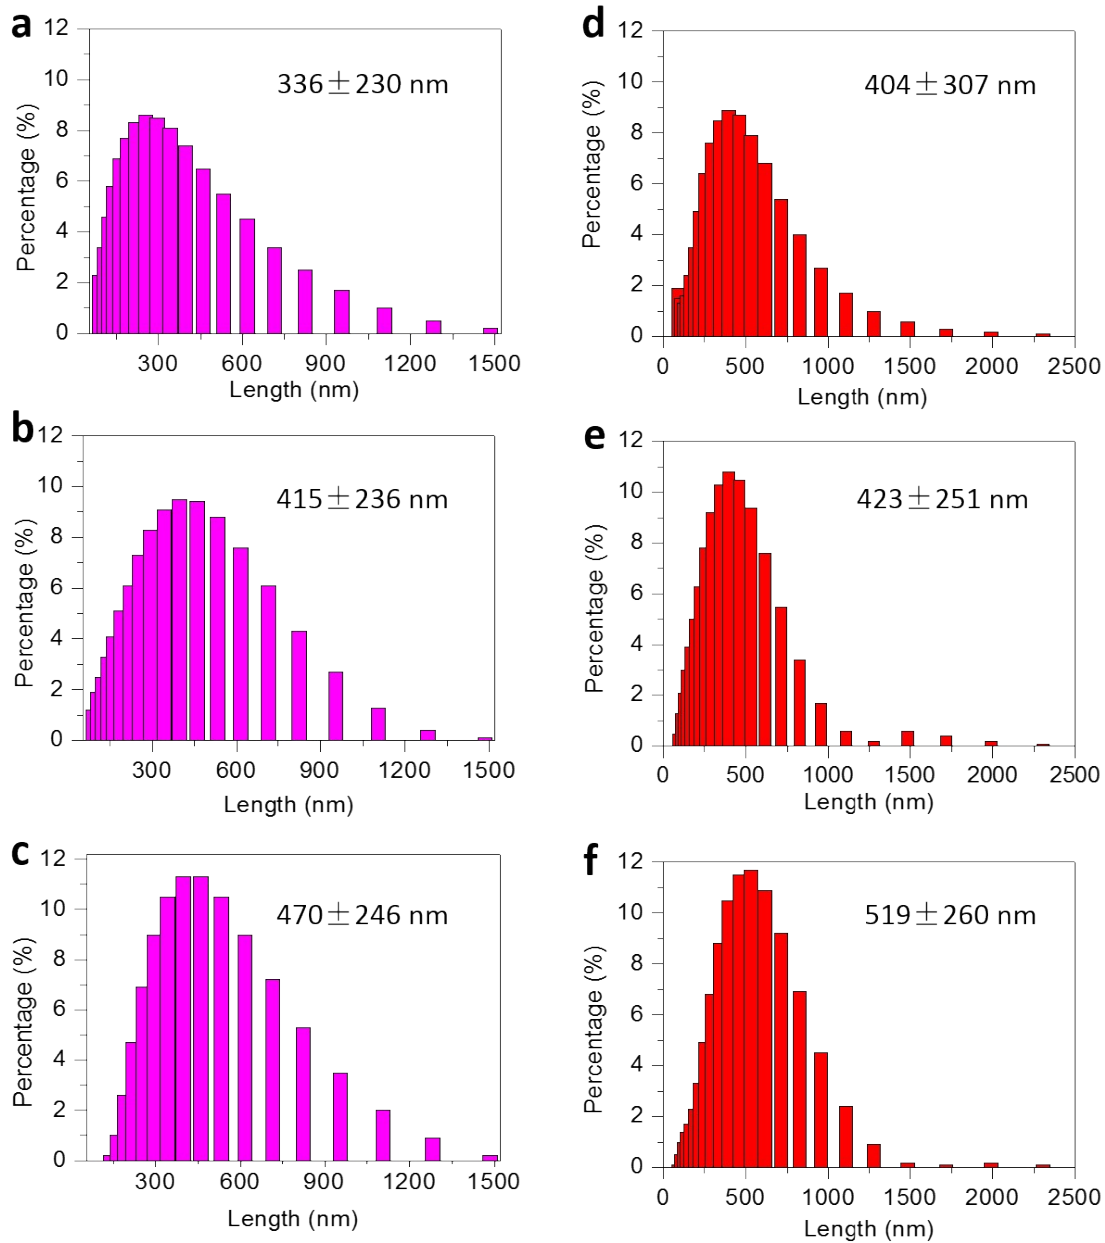 a
12
10
8
6
4
2
0
Percentage (%)
336±230 nm
300 600 900 1200 1500
Length (nm)
d
12
10
8
6
4
2
0
Percentage (%)
404±307 nm
0 500 1000 1500 2000 2500
Length (nm)
b
12
10
8
6
4
2
0
Percentage (%)
415±236 nm
300 600 900 1200 1500
Length (nm)
e
12
10
8
6
4
2
0
Percentage (%)
423±251 nm
0 500 1000 1500 2000 2500
Length (nm)
c
12
10
8
6
4
2
0
Percentage (%)
470±246 nm
300 600 900 1200 1500
Length (nm)
f
12
10
8
6
4
2
0
Percentage (%)
519±260 nm
0 500 1000 1500 2000 2500
Length (nm)